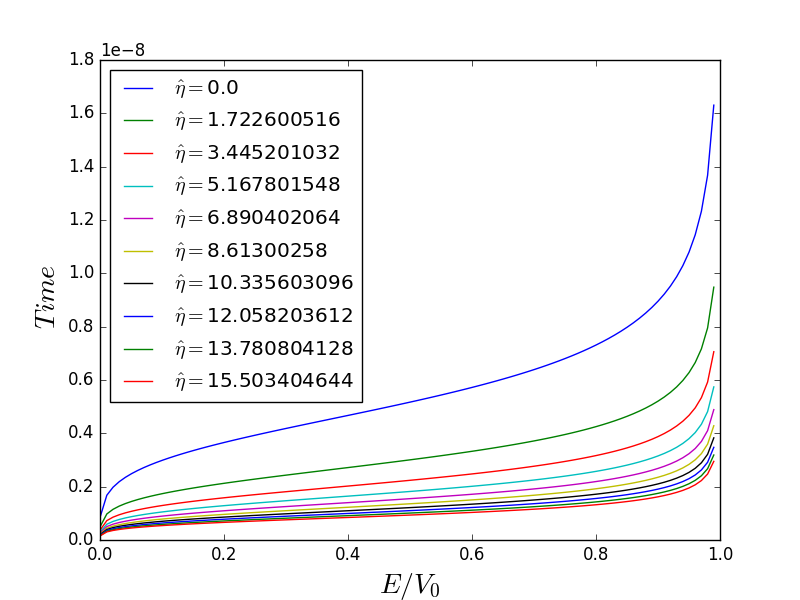 1e−8
1.8
1.6
1.4
1.2
1.0
0.8
0.6
0.4
0.2
0.0
Time
η̂ = 0.0
η̂ = 1.722600516
η̂ = 3.445201032
η̂ = 5.167801548
η̂ = 6.890402064
η̂ = 8.61300258
η̂ = 10.335603096
η̂ = 12.058203612
η̂ = 13.780804128
η̂ = 15.503404644
0.0 0.2 0.4 0.6 0.8 1.0
E/V₀